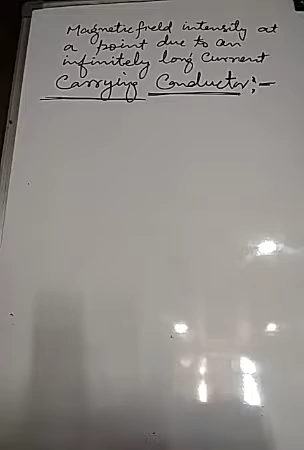 Magnetic field intensity at
a point due to an
infinitely long current
Carrying Conductor:-